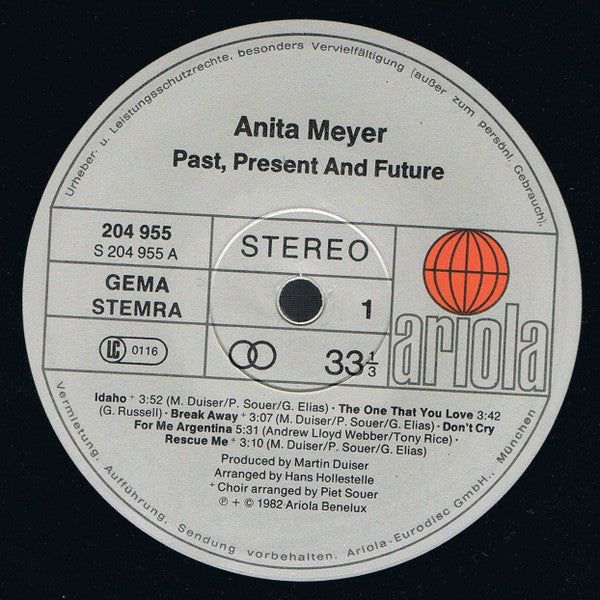 Urheber- u. Leistungsschutzrechte, besonders Vervielfältigung (außer zum persönl. Gebrauch),
Anita Meyer
Past, Present And Future
204 955
S 204 955 A
STEREO
GEMA
STEMRA
1
LC 0116
33 1/3
ariola
Idaho + 3:52 (M. Duiser/P. Souer/G. Elias) · The One That You Love 3:42
(G. Russell) · Break Away + 3:07 (M. Duiser/P. Souer/G. Elias) · Don't Cry
For Me Argentina 5:31 (Andrew Lloyd Webber/Tony Rice) ·
Rescue Me + 3:10 (M. Duiser/P. Souer/G. Elias)
Produced by Martin Duiser
Arranged by Hans Hollestelle
+ Choir arranged by Piet Souer
℗ + © 1982 Ariola Benelux
Vermietung, Aufführung, Sendung vorbehalten. Ariola-Eurodisc GmbH., München